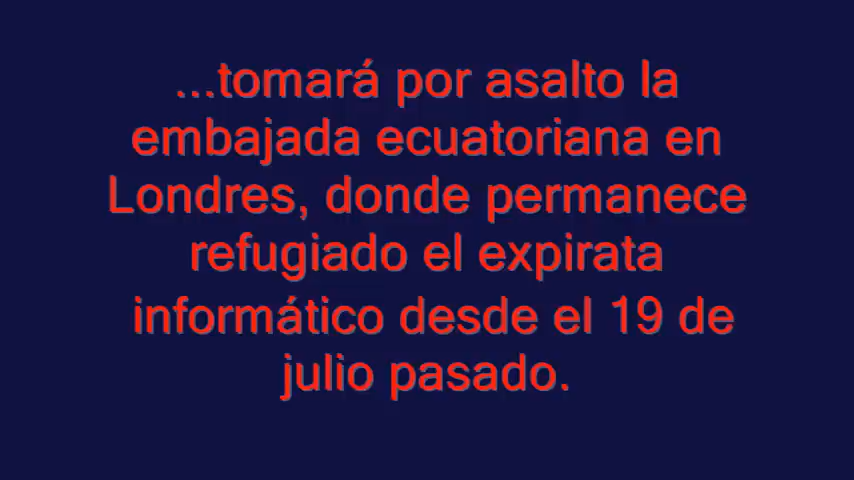 ...tomará por asalto la
embajada ecuatoriana en
Londres, donde permanece
refugiado el expirata
informático desde el 19 de
julio pasado.